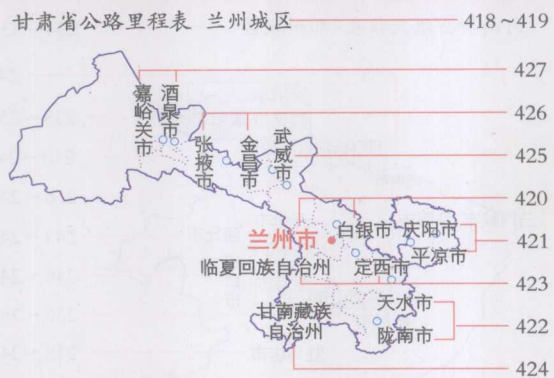 甘肃省公路里程表 兰州城区 418~419
427
嘉峪关市
酒泉市
426
张掖市
金昌市
武威市
425
420
白银市
庆阳市
兰州市
421
平凉市
临夏回族自治州
定西市
423
天水市
甘南藏族
自治州
422
陇南市
424